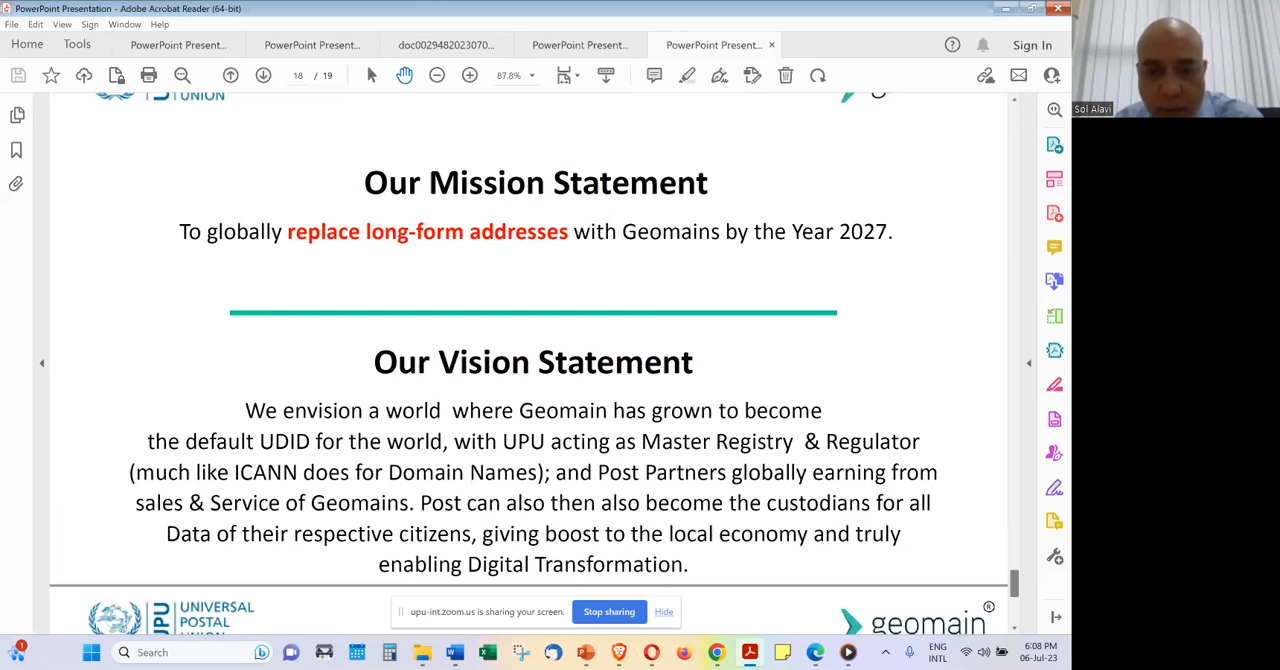 PowerPoint Presentation - Adobe Acrobat Reader (64-bit)
File Edit View Sign Window Help
Home Tools PowerPoint Present... PowerPoint Present... doc0029482023070... PowerPoint Present... PowerPoint Present... × Sign In
18 / 19 87.8%
UNION
Sol Alavi
Our Mission Statement
To globally replace long-form addresses with Geomains by the Year 2027.
Our Vision Statement
We envision a world where Geomain has grown to become
the default UDID for the world, with UPU acting as Master Registry & Regulator
(much like ICANN does for Domain Names); and Post Partners globally earning from
sales & Service of Geomains. Post can also then also become the custodians for all
Data of their respective citizens, giving boost to the local economy and truly
enabling Digital Transformation.
UPU
UNIVERSAL
POSTAL
UNION
upu-int.zoom.us is sharing your screen. Stop sharing Hide
geomain®
1
Search
ENG
INTL
6:08 PM
06-Jul-23